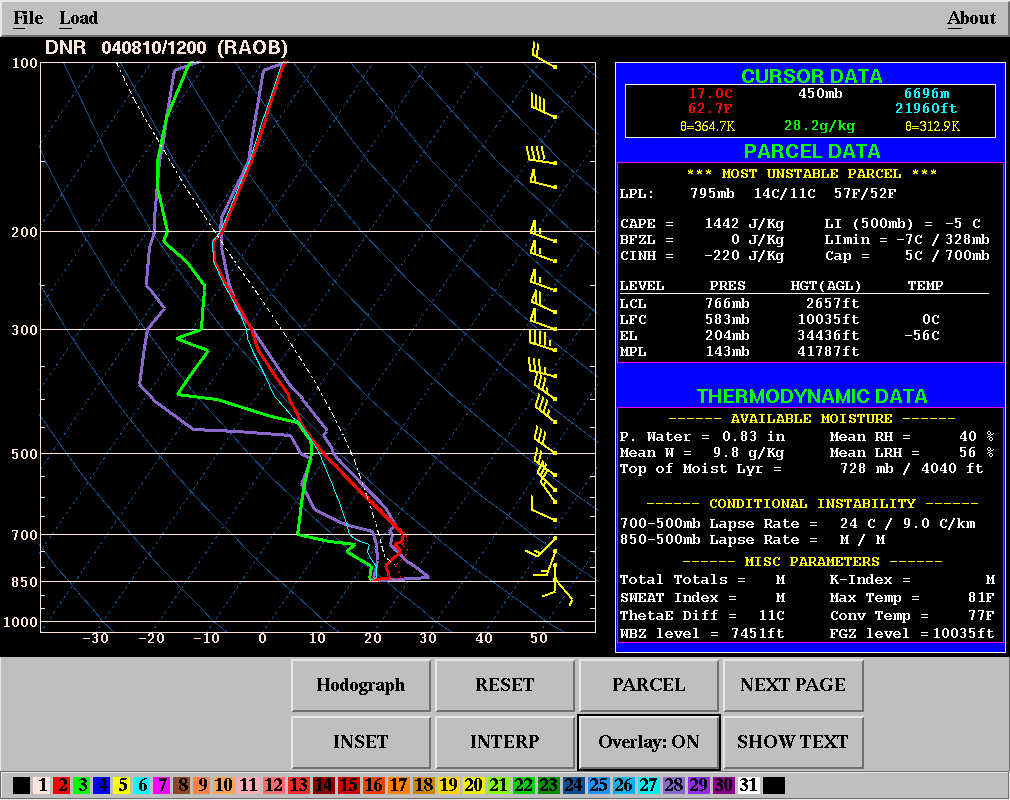 File Load About
DNR 040810/1200 (RAOB)
100
200
300
400
500
700
850
1000
-30 -20 -10 0 10 20 30 40 50
CURSOR DATA
17.0C 450mb 6696m
62.7F 21960ft
θ=364.7K 28.2g/kg θ=312.9K
PARCEL DATA
*** MOST UNSTABLE PARCEL ***
LPL: 795mb 14C/11C 57F/52F
CAPE = 1442 J/Kg LI (500mb) = -5 C
BFZL = 0 J/Kg LImin = -7C / 328mb
CINH = -220 J/Kg Cap = 5C / 700mb
LEVEL PRES HGT(AGL) TEMP
LCL 766mb 2657ft
LFC 583mb 10035ft 0C
EL 204mb 34436ft -56C
MPL 143mb 41787ft
THERMODYNAMIC DATA
------ AVAILABLE MOISTURE ------
P. Water = 0.83 in Mean RH = 40 %
Mean W = 9.8 g/Kg Mean LRH = 56 %
Top of Moist Lyr = 728 mb / 4040 ft
------ CONDITIONAL INSTABILITY ------
700-500mb Lapse Rate = 24 C / 9.0 C/km
850-500mb Lapse Rate = M / M
------ MISC PARAMETERS ------
Total Totals = M K-Index = M
SWEAT Index = M Max Temp = 81F
ThetaE Diff = 11C Conv Temp = 77F
WBZ level = 7451ft FGZ level = 10035ft
Hodograph RESET PARCEL NEXT PAGE
INSET INTERP Overlay: ON SHOW TEXT
1 2 3 4 5 6 7 8 9 10 11 12 13 14 15 16 17 18 19 20 21 22 23 24 25 26 27 28 29 30 31